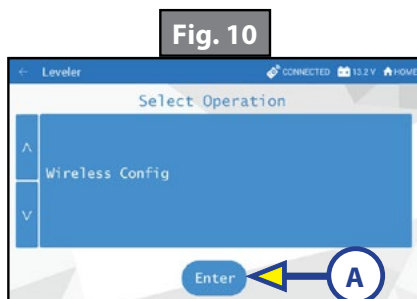 Fig. 10
← Leveler CONNECTED 13.2 V HOME
Select Operation
Wireless Config
Enter
A